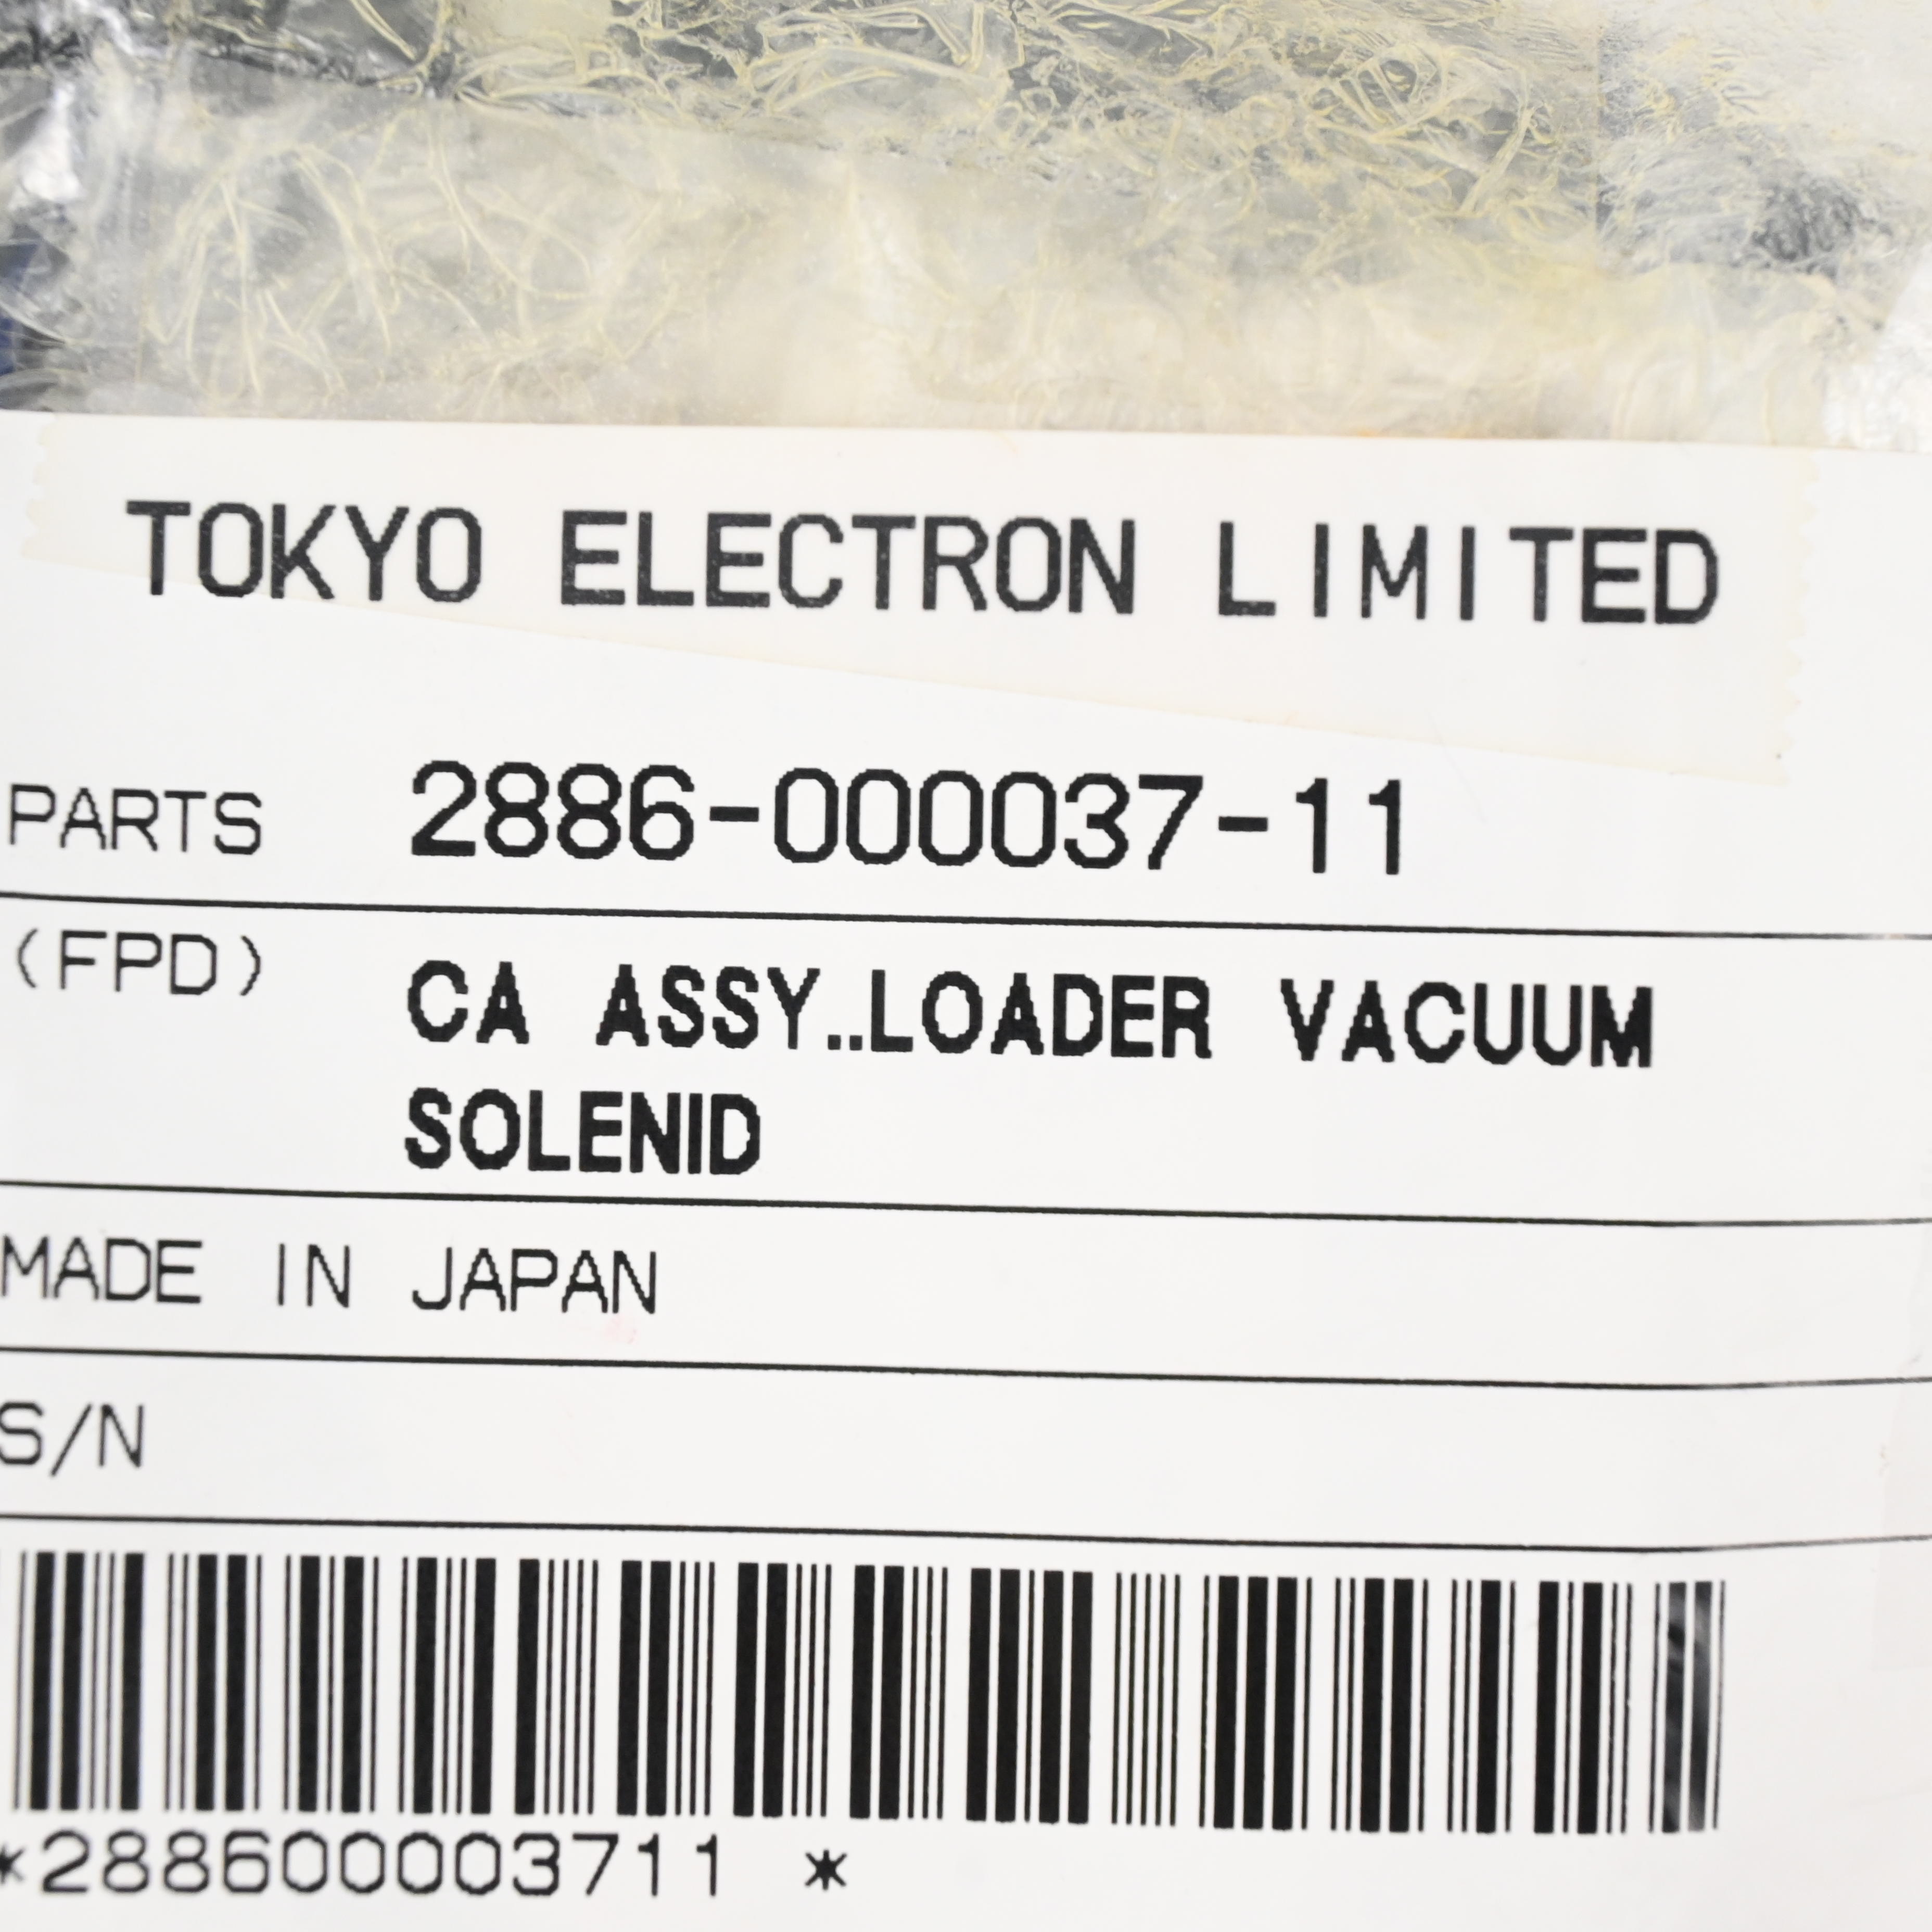 TOKYO ELECTRON LIMITED
PARTS 2886-000037-11
(FPD) CA ASSY..LOADER VACUUM
SOLENID
MADE IN JAPAN
S/N
*288600003711 *